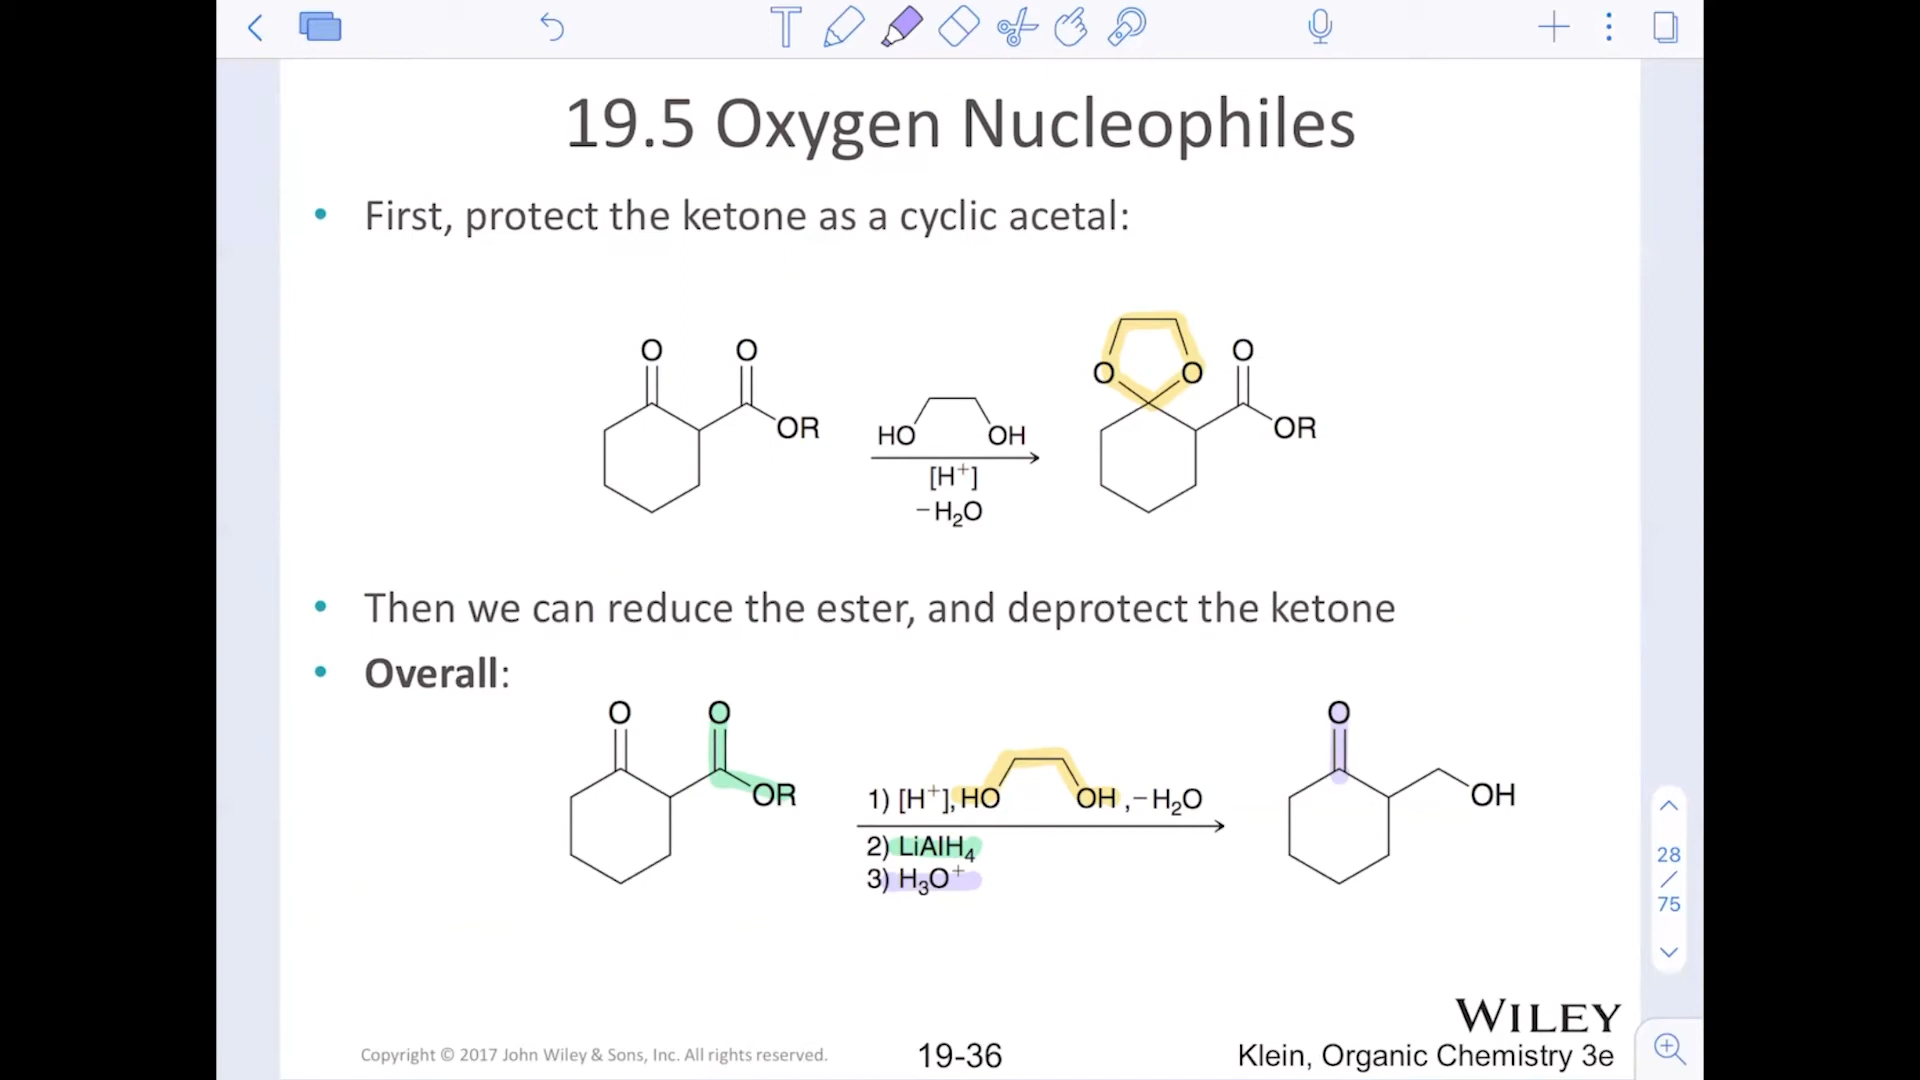 19.5 Oxygen Nucleophiles
• First, protect the ketone as a cyclic acetal:
O O OR
HO OH
[H⁺]
−H₂O
O O O OR
• Then we can reduce the ester, and deprotect the ketone
• Overall:
O O OR
1) [H⁺], HO OH , −H₂O
2) LiAlH₄
3) H₃O⁺
O OH
28
/
75
WILEY
Copyright © 2017 John Wiley & Sons, Inc. All rights reserved.
19-36
Klein, Organic Chemistry 3e